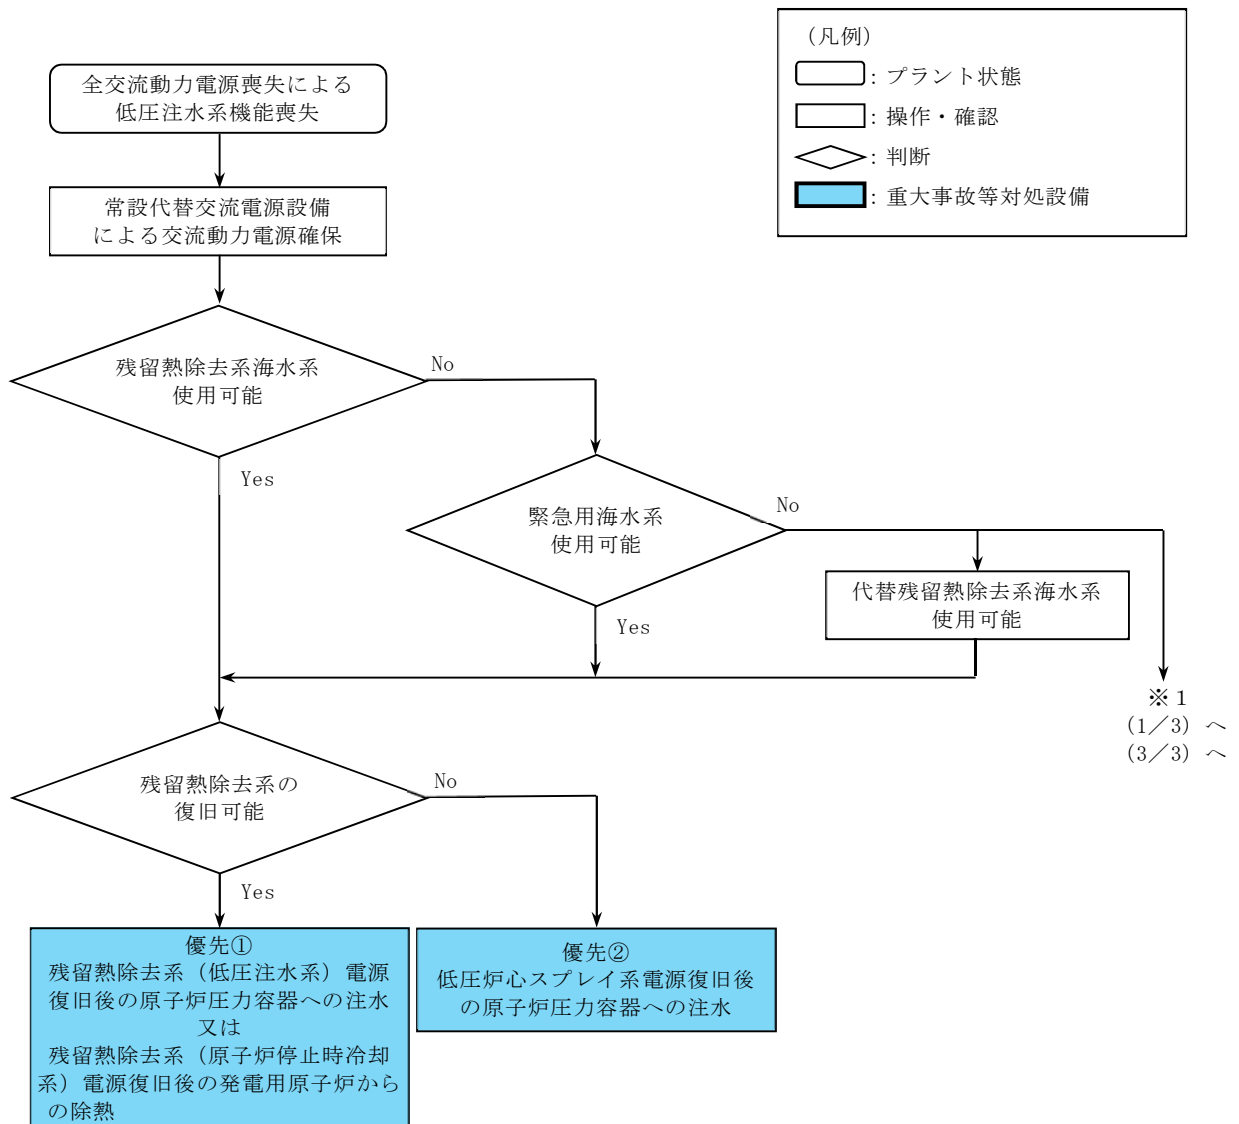 (凡例)
: プラント状態
: 操作・確認
: 判断
: 重大事故等対処設備
全交流動力電源喪失による
低圧注水系機能喪失
常設代替交流電源設備
による交流動力電源確保
残留熱除去系海水系
使用可能
No
Yes
緊急用海水系
使用可能
No
Yes
代替残留熱除去系海水系
使用可能
※1
(1/3) へ
(3/3) へ
残留熱除去系の
復旧可能
No
Yes
優先①
残留熱除去系（低圧注水系）電源
復旧後の原子炉圧力容器への注水
又は
残留熱除去系（原子炉停止時冷却
系）電源復旧後の発電用原子炉から
の除熱
優先②
低圧炉心スプレイ系電源復旧後
の原子炉圧力容器への注水